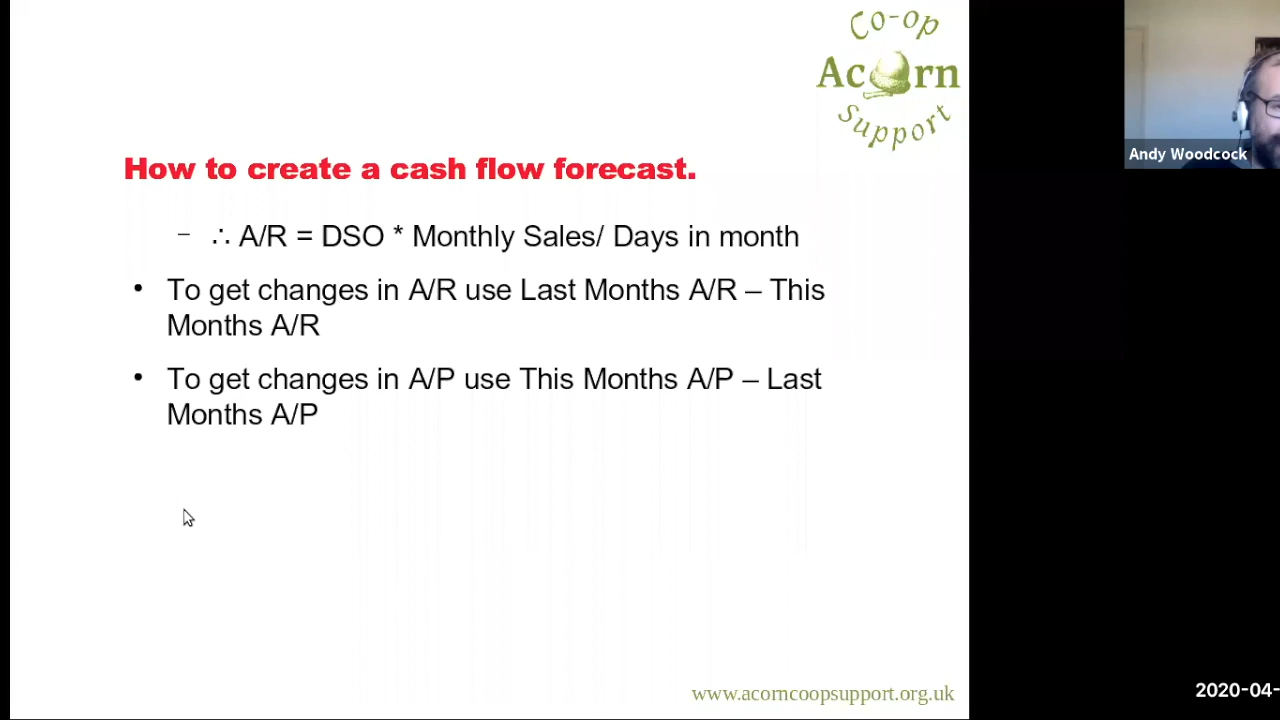 Co-op
Acorn
Support
Andy Woodcock
How to create a cash flow forecast.
– ∴ A/R = DSO * Monthly Sales/ Days in month
• To get changes in A/R use Last Months A/R – This
Months A/R
• To get changes in A/P use This Months A/P – Last
Months A/P
www.acorncoopsupport.org.uk
2020-04-